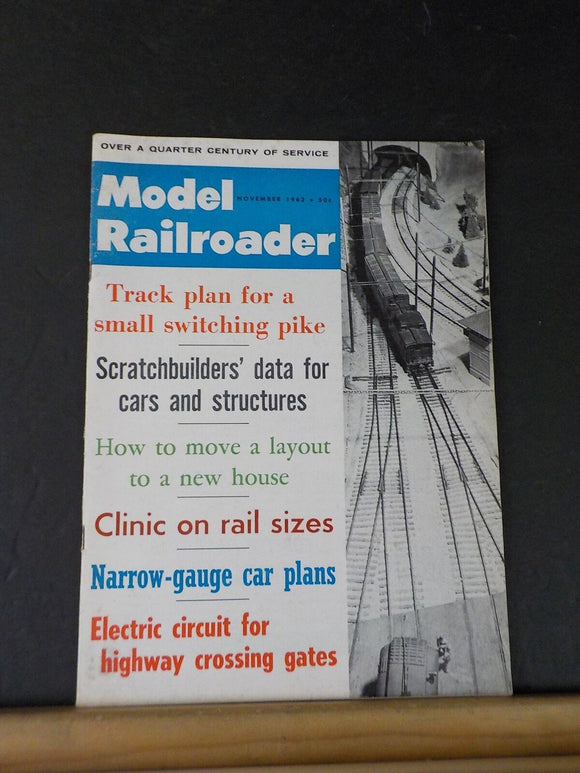 OVER A QUARTER CENTURY OF SERVICE
Model
NOVEMBER 1962 • 50¢
Railroader
Track plan for a
small switching pike
Scratchbuilders' data for
cars and structures
How to move a layout
to a new house
Clinic on rail sizes
Narrow-gauge car plans
Electric circuit for
highway crossing gates